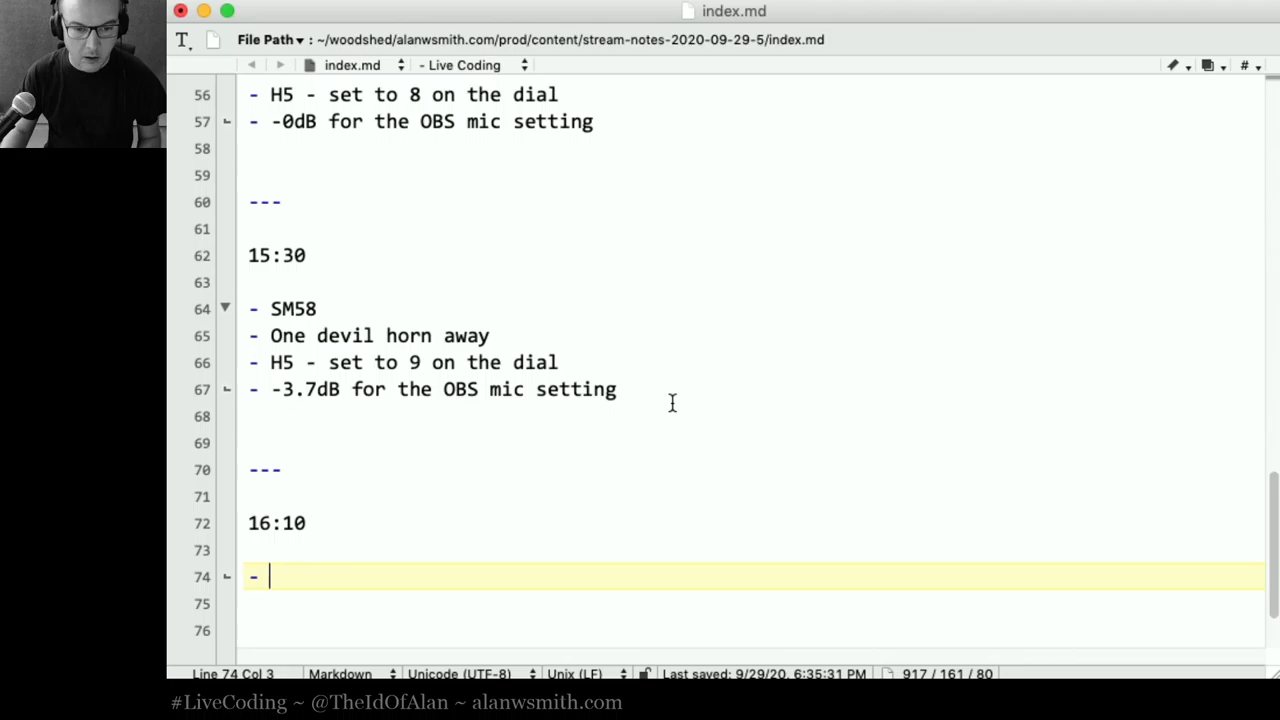 index.md
File Path ▾ : ~/woodshed/alanwsmith.com/prod/content/stream-notes-2020-09-29-5/index.md
index.md - Live Coding #
56 - H5 - set to 8 on the dial
57 - -0dB for the OBS mic setting
58
59
60 ---
61
62 15:30
63
64 - SM58
65 - One devil horn away
66 - H5 - set to 9 on the dial
67 - -3.7dB for the OBS mic setting
68
69
70 ---
71
72 16:10
73
74 -
75
76
Line 74 Col 3 Markdown Unicode (UTF-8) Unix (LF) Last saved: 9/29/20, 6:35:31 PM 917 / 161 / 80
#LiveCoding ~ @TheIdOfAlan ~ alanwsmith.com